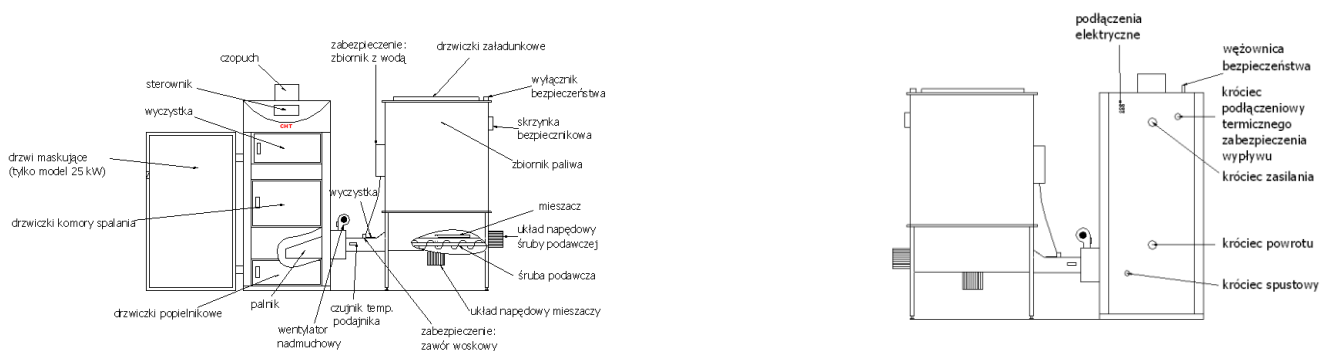 czopuch
sterownik
wyczystka
CHT
drzwi maskujące
(tylko model 25 kW)
drzwiczki komory spalania
drzwiczki popielnikowe
palnik
wentylator
nadmuchowy
czujnik temp.
podajnika
wyczystka
zabezpieczenie:
zbiornik z wodą
drzwiczki załadunkowe
wyłącznik
bezpieczeństwa
skrzynka
bezpiecznikowa
zbiornik paliwa
mieszacz
układ napędowy
śruby podawczej
śruba podawcza
układ napędowy mieszaczy
zabezpieczenie:
zawór woskowy
podłączenia
elektryczne
wężownica
bezpieczeństwa
króciec
podłączeniowy
termicznego
zabezpieczenia
wypływu
króciec zasilania
króciec powrotu
króciec spustowy